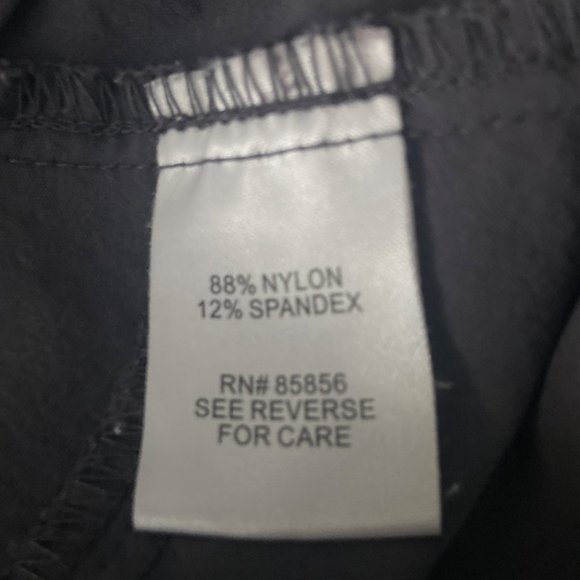 88% NYLON
12% SPANDEX
RN# 85856
SEE REVERSE
FOR CARE